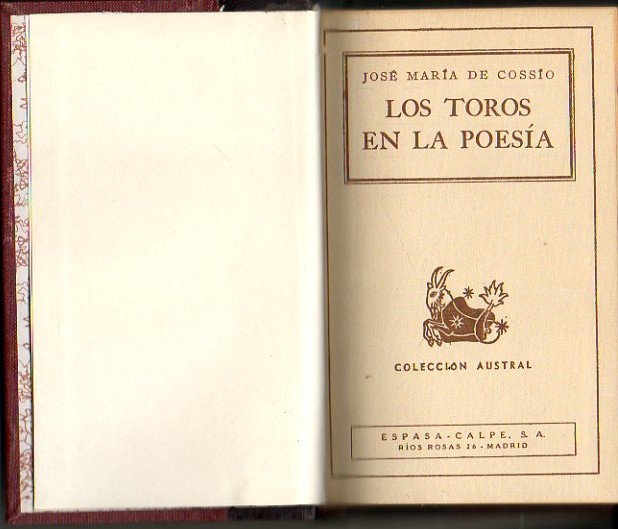 JOSÉ MARÍA DE COSSÍO
LOS TOROS
EN LA POESÍA
COLECCIÓN AUSTRAL
ESPASA-CALPE, S. A.
RÍOS ROSAS 26 - MADRID